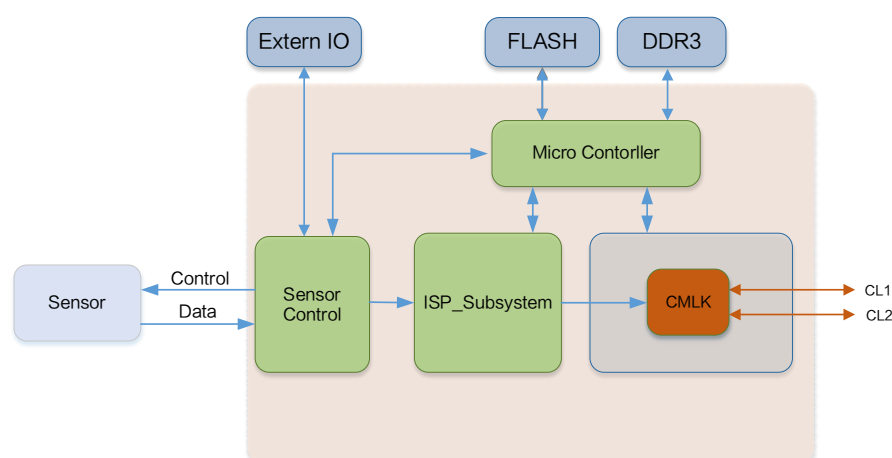 Extern IO
FLASH
DDR3
Micro Contorller
Control
Sensor
Data
Sensor
Control
ISP_Subsystem
CMLK
CL1
CL2